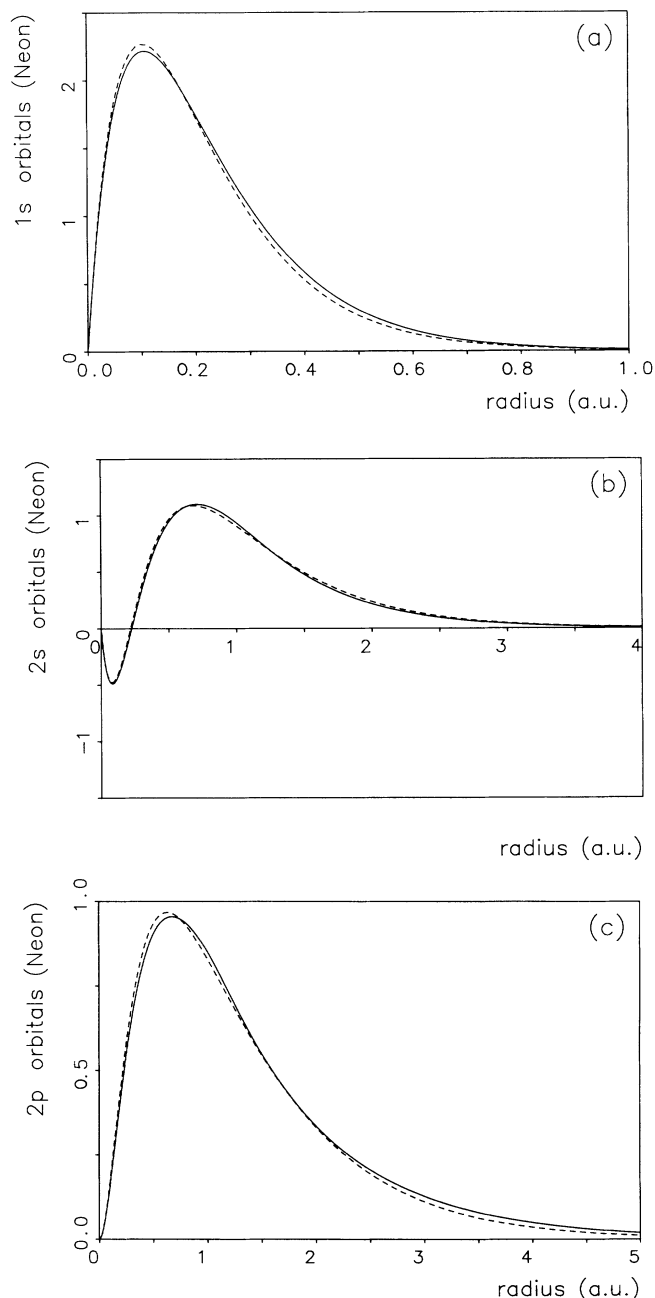 (a)
1s orbitals (Neon)
2
1
0
0.0 0.2 0.4 0.6 0.8 1.0
radius (a.u.)
(b)
2s orbitals (Neon)
1
0
-1
0 1 2 3 4
radius (a.u.)
(c)
2p orbitals (Neon)
1.0
0.5
0.0
0 1 2 3 4 5
radius (a.u.)